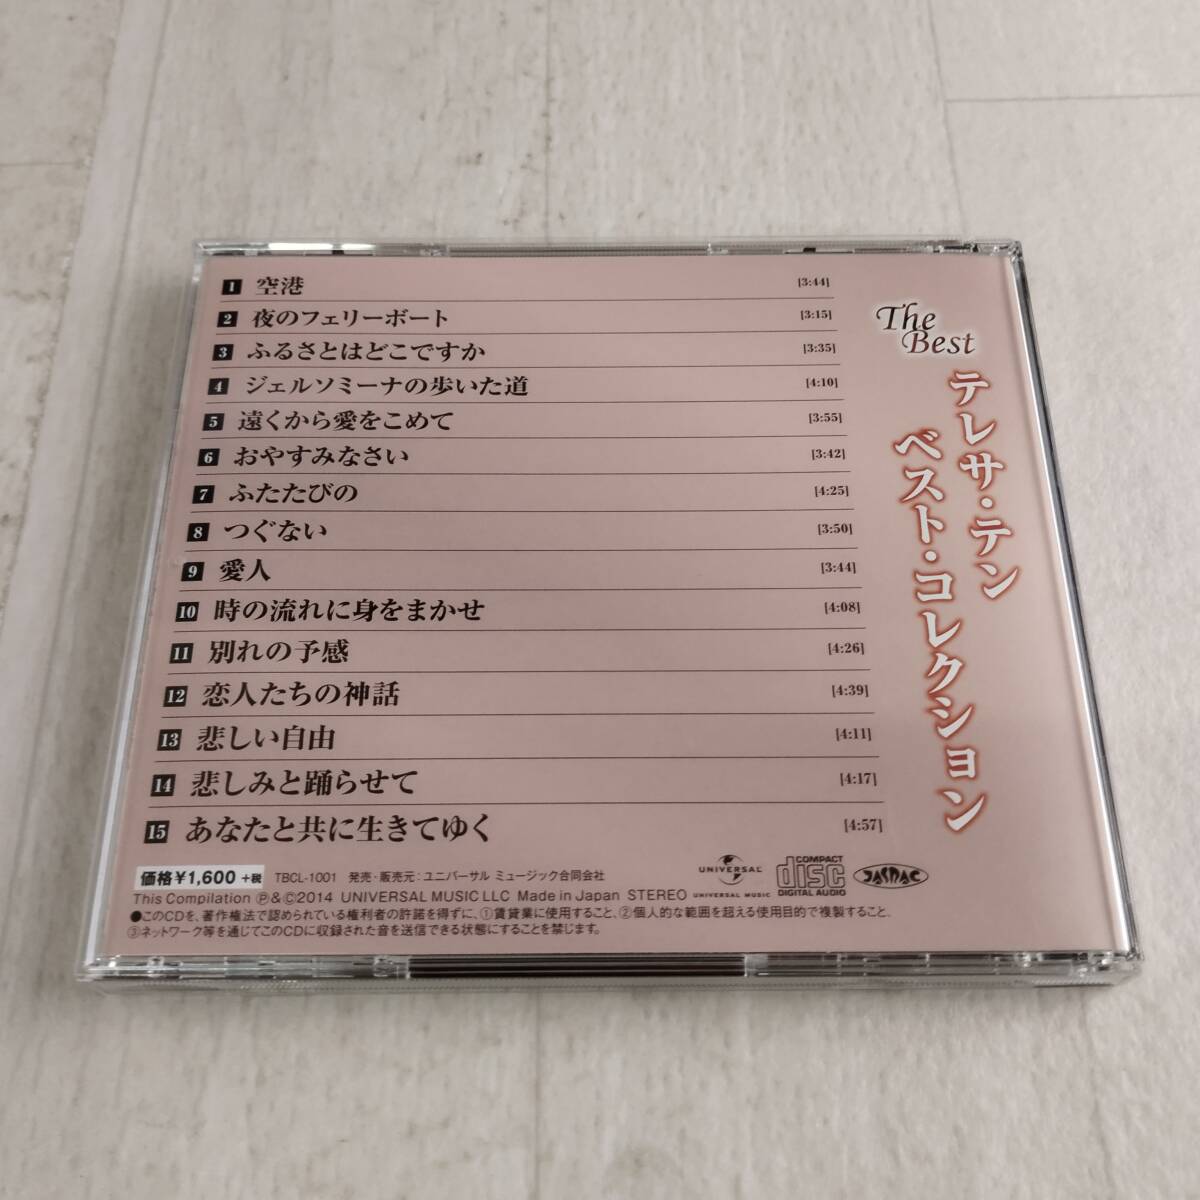 1 空港 [3:44]
2 夜のフェリーボート [3:15]
3 ふるさとはどこですか [3:35]
4 ジェルソミーナの歩いた道 [4:10]
5 遠くから愛をこめて [3:55]
6 おやすみなさい [3:42]
7 ふたたびの [4:25]
8 つぐない [3:50]
9 愛人 [3:44]
10 時の流れに身をまかせ [4:08]
11 別れの予感 [4:26]
12 恋人たちの神話 [4:39]
13 悲しい自由 [4:11]
14 悲しみと踊らせて [4:17]
15 あなたと共に生きてゆく [4:57]
The
Best
テレサ・テン
ベスト・コレクション
価格¥1,600 +税 TBCL-1001 発売・販売元：ユニバーサル ミュージック合同会社
This Compilation Ⓟ&©2014 UNIVERSAL MUSIC LLC Made in Japan STEREO
UNIVERSAL
UNIVERSAL MUSIC
COMPACT
disc
DIGITAL AUDIO
JASRAC
●このCDを、著作権法で認められている権利者の許諾を得ずに、①賃貸業に使用すること、②個人的な範囲を超える使用目的で複製すること、
③ネットワーク等を通じてこのCDに収録された音を送信できる状態にすることを禁じます。